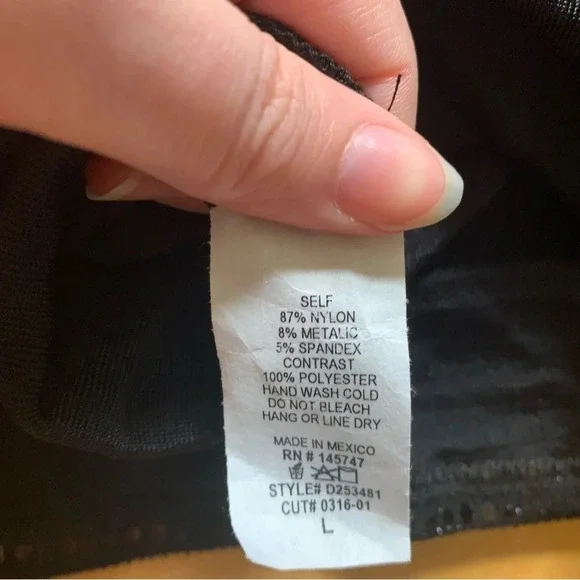 SELF
87% NYLON
8% METALIC
5% SPANDEX
CONTRAST
100% POLYESTER
HAND WASH COLD
DO NOT BLEACH
HANG OR LINE DRY
MADE IN MEXICO
RN # 145747
STYLE# D253481
CUT# 0316-01
L